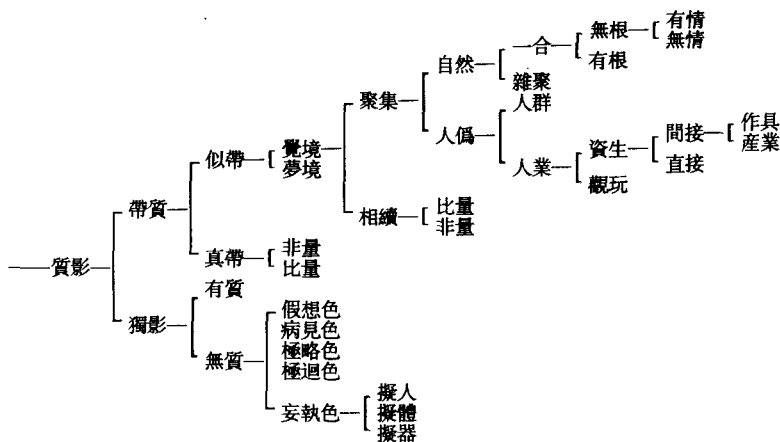 無根 有情
一合 無情
自然 有根
雜聚
聚集 人群
人僞 間接 作具
資生 產業
覺境 人業 直接
似帶 夢境 觀玩
帶質 相續 比量
非量
真帶 非量
比量
質影
有質
獨影 假想色
病見色
無質 極略色
極迴色
擬人
妄執色 擬體
擬器